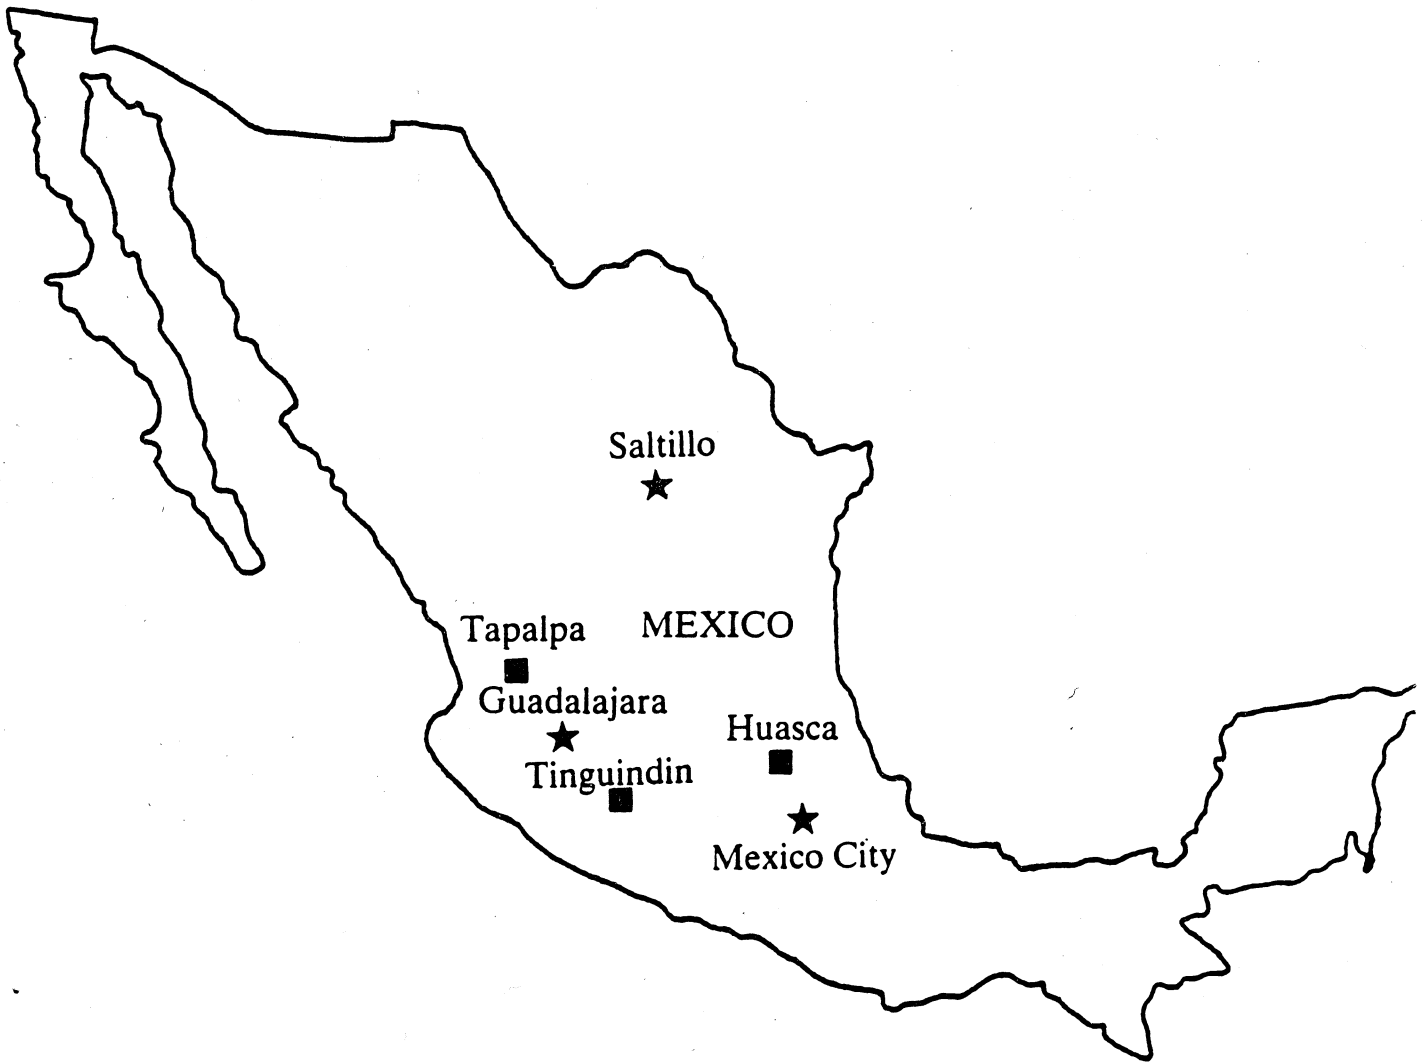 Saltillo
Tapalpa
MEXICO
Guadalajara
Huasca
Tinguindin
Mexico City